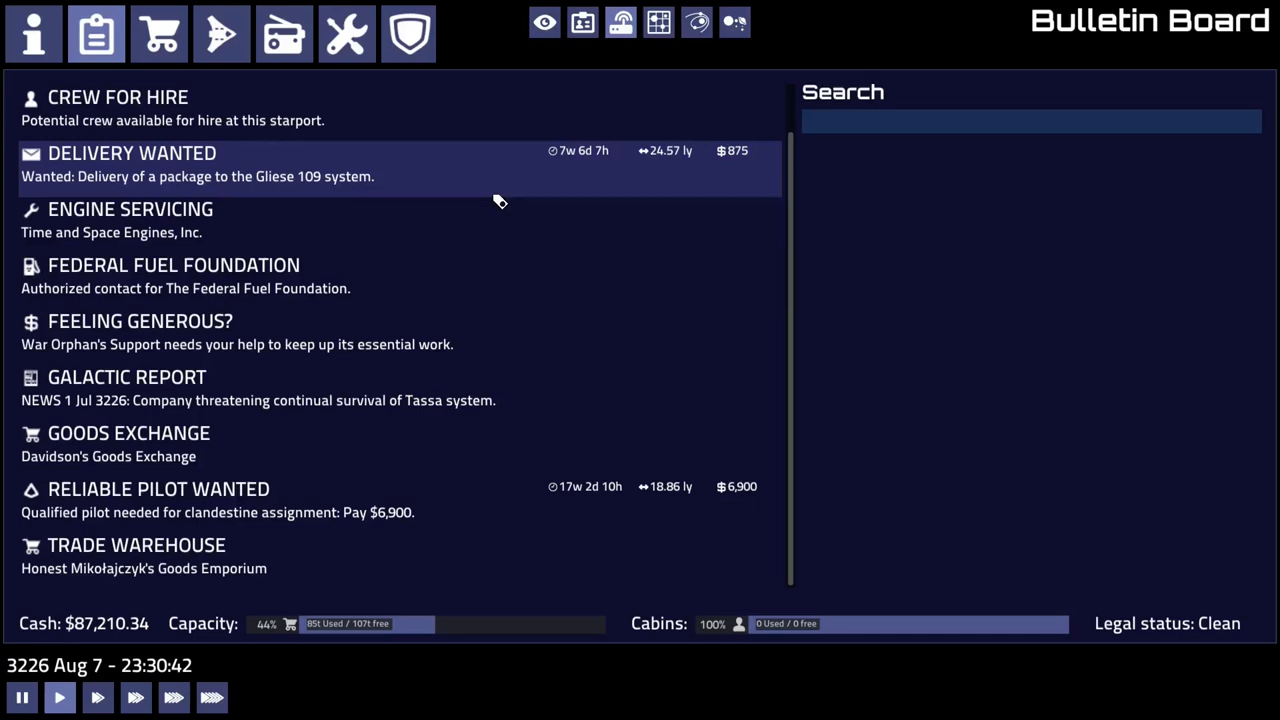 Bulletin Board
CREW FOR HIRE
Potential crew available for hire at this starport.
DELIVERY WANTED 7w 6d 7h 24.57 ly $875
Wanted: Delivery of a package to the Gliese 109 system.
ENGINE SERVICING
Time and Space Engines, Inc.
FEDERAL FUEL FOUNDATION
Authorized contact for The Federal Fuel Foundation.
FEELING GENEROUS?
War Orphan's Support needs your help to keep up its essential work.
GALACTIC REPORT
NEWS 1 Jul 3226: Company threatening continual survival of Tassa system.
GOODS EXCHANGE
Davidson's Goods Exchange
RELIABLE PILOT WANTED 17w 2d 10h 18.86 ly $6,900
Qualified pilot needed for clandestine assignment: Pay $6,900.
TRADE WAREHOUSE
Honest Mikołajczyk's Goods Emporium
Search
Cash: $87,210.34 Capacity: 44% 85t Used / 107t free Cabins: 100% 0 Used / 0 free Legal status: Clean
3226 Aug 7 - 23:30:42